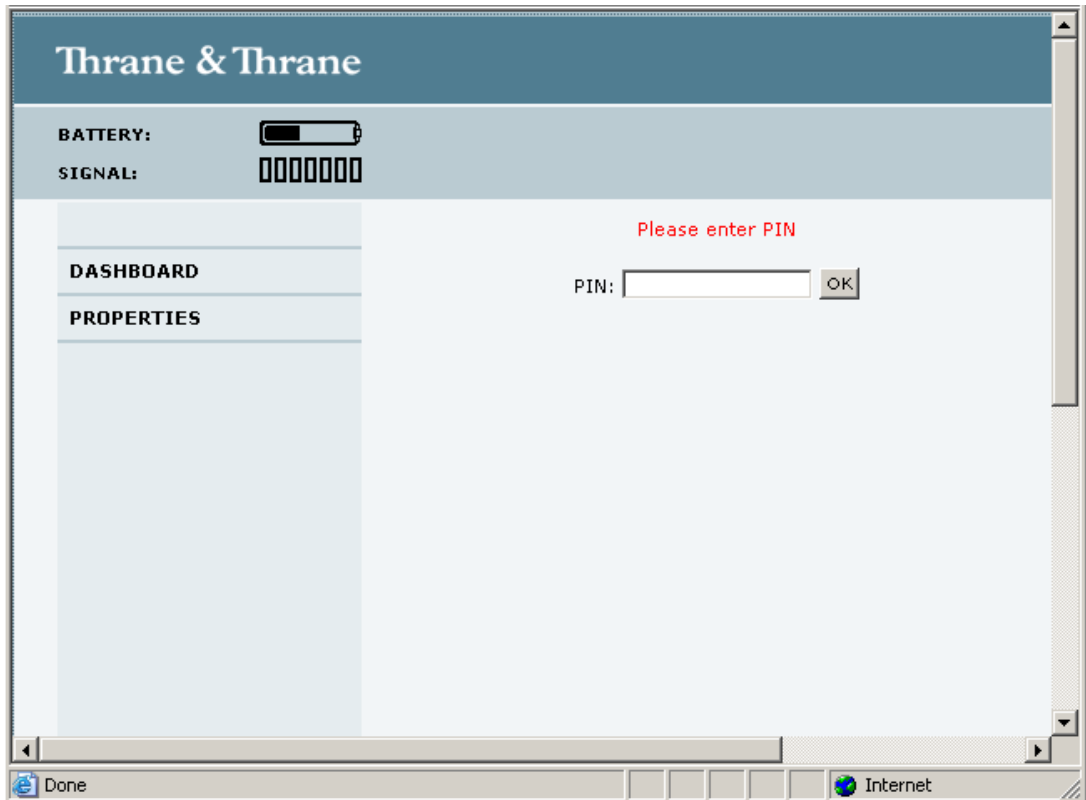 Thrane & Thrane
BATTERY:
SIGNAL:
DASHBOARD
PROPERTIES
Please enter PIN
PIN:
OK
Done
Internet